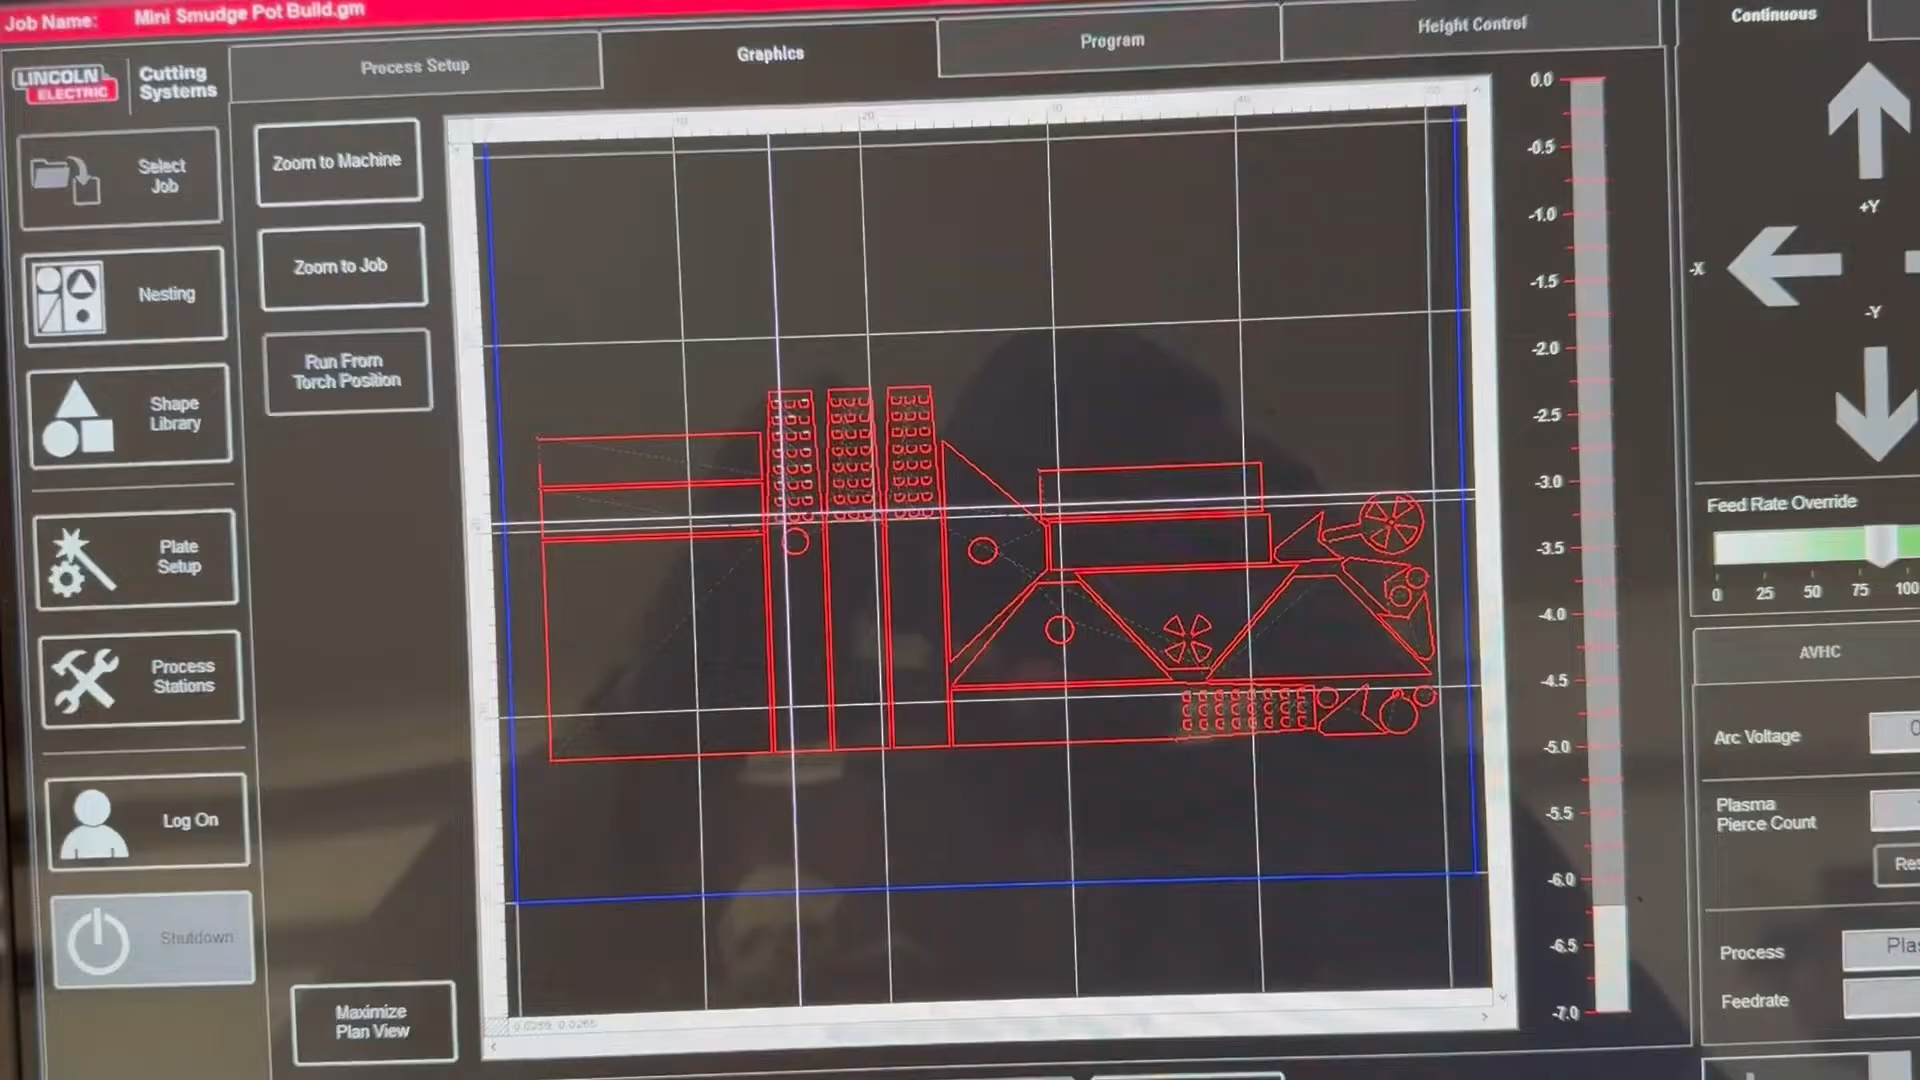 Job Name: Mini Smudge Pot Build.gm
LINCOLN ELECTRIC
Cutting Systems
Process Setup
Graphics
Program
Height Control
Continuous
Select Job
Nesting
Shape Library
Plate Setup
Process Stations
Log On
Shutdown
Zoom to Machine
Zoom to Job
Run From Torch Position
Maximize Plan View
20
0.0
-0.5
-1.0
-1.5
-2.0
-2.5
-3.0
-3.5
-4.0
-4.5
-5.0
-5.5
-6.0
-6.5
-7.0
+Y
-X
-Y
Feed Rate Override
0 25 50 75 100
AVHC
Arc Voltage 0
Plasma Pierce Count
Res
Process Plas
Feedrate